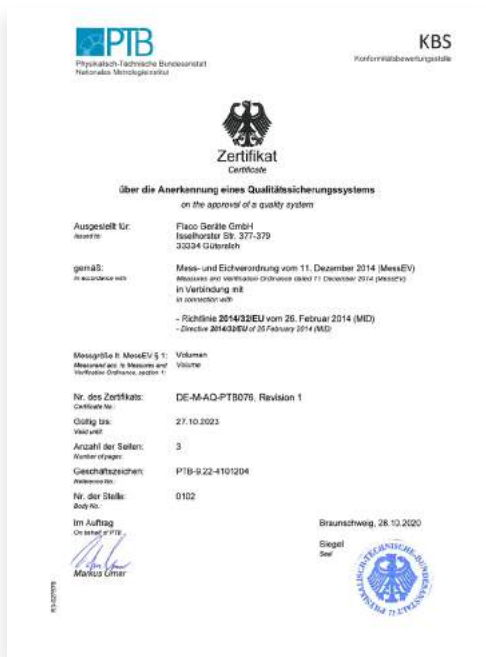 PTB
KBS
Physikalisch-Technische Bundesanstalt
Konformitätsbewertungsstelle
Nationales Metrologieinstitut
Zertifikat
Certificate
über die Anerkennung eines Qualitätssicherungssystems
on the approval of a quality system
Ausgestellt für: Flaco Geräte GmbH
Issued to: Isselhorster Str. 377-379
33334 Gütersloh
gemäß: Mess- und Eichverordnung vom 11. Dezember 2014 (MessEV)
In accordance with Measures and Verification Ordinance dated 11 December 2014 (MessEV)
in Verbindung mit
in connection with
- Richtlinie 2014/32/EU vom 26. Februar 2014 (MID)
- Directive 2014/32/EU of 26 February 2014 (MID)
Messgröße lt. MessEV § 1: Volumen
Measurand acc. to Measures and Volume
Verification Ordinance, section 1:
Nr. des Zertifikats: DE-M-AQ-PTB076, Revision 1
Certificate No.:
Gültig bis: 27.10.2023
Valid until:
Anzahl der Seiten: 3
Number of pages:
Geschäftszeichen: PTB-9.22-4101204
Reference No.:
Nr. der Stelle: 0102
Body No.:
Im Auftrag Braunschweig, 28.10.2020
On behalf of PTB
Siegel
Seal
Markus
PHYSIKALISCH-TECHNISCHE-BUNDESANSTALT